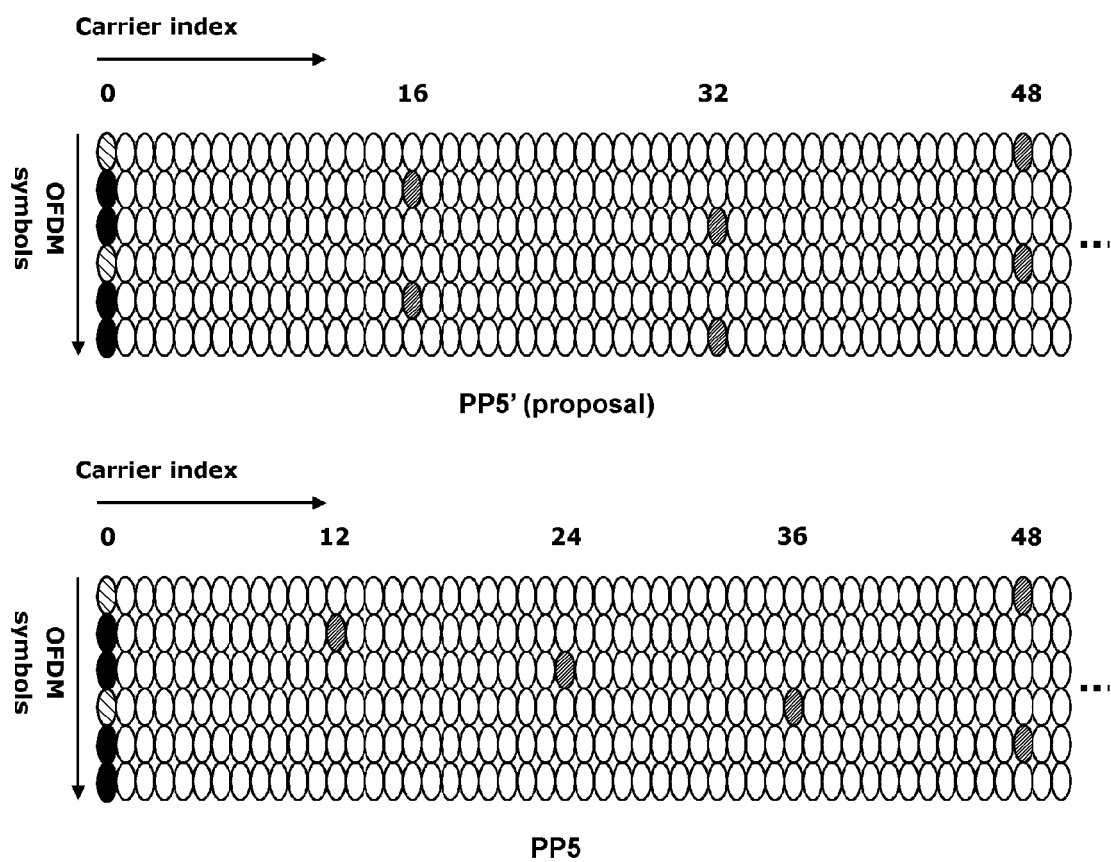 Carrier index
0 16 32 48
OFDM
symbols
...
PP5' (proposal)
Carrier index
0 12 24 36 48
OFDM
symbols
...
PP5